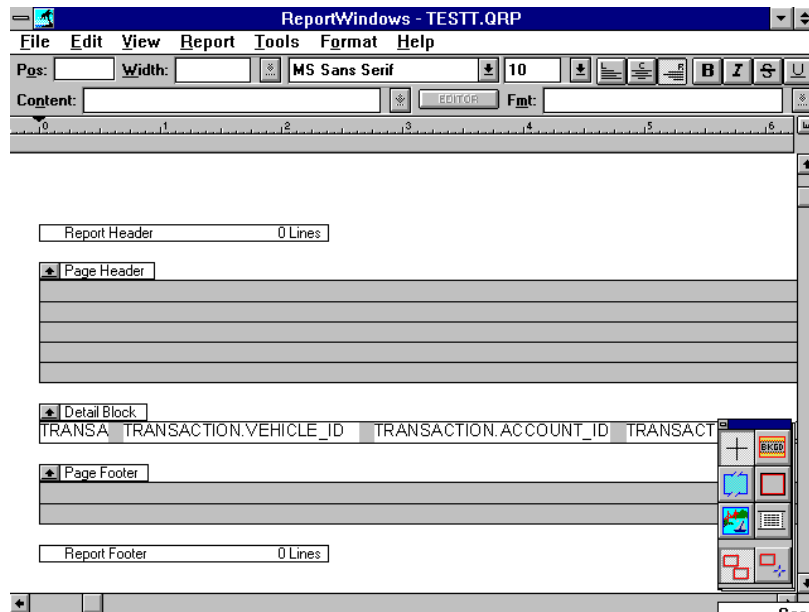 ReportWindows - TESTT.QRP
File Edit View Report Tools Format Help
Pos: Width: MS Sans Serif 10 L C R B I S U
Content: EDITOR Fmt:
0 1 2 3 4 5 6
Report Header 0 Lines
Page Header
Detail Block
TRANSA TRANSACTION.VEHICLE_ID TRANSACTION.ACCOUNT_ID TRANSACT
BKGD
Page Footer
Report Footer 0 Lines